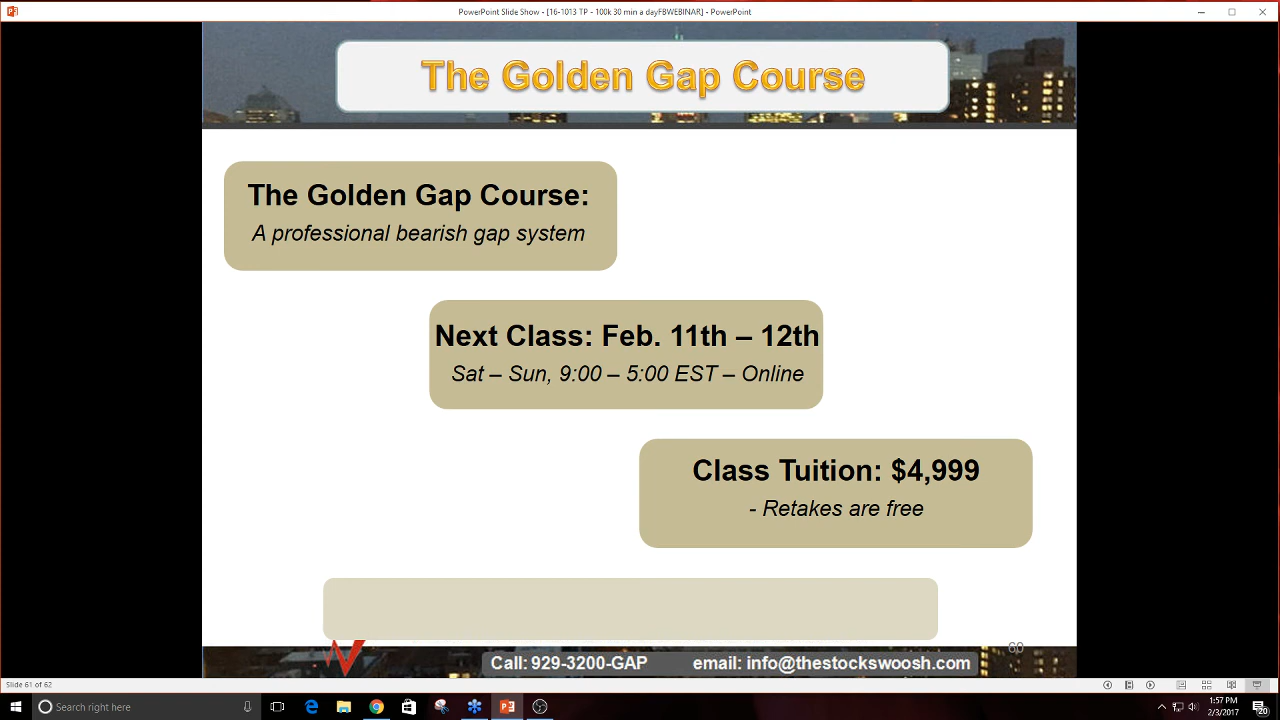 PowerPoint Slide Show - [16-1013 TP - 100k 30 min a dayFBWEBINAR] - PowerPoint
The Golden Gap Course
The Golden Gap Course:
A professional bearish gap system
Next Class: Feb. 11th – 12th
Sat – Sun, 9:00 – 5:00 EST – Online
Class Tuition: $4,999
- Retakes are free
60
Call: 929-3200-GAP email: info@thestockswoosh.com
Slide 61 of 62
Search right here
1:57 PM
2/3/2017
20